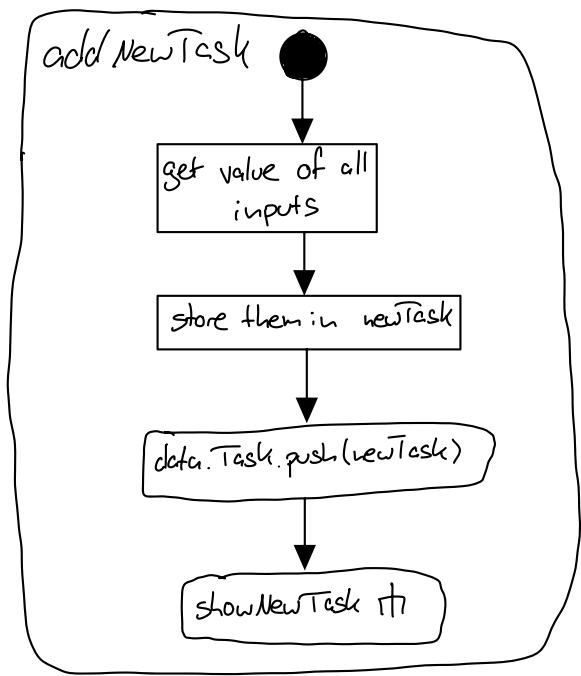 addNewTask
get value of all
inputs
store them in newTask
data.Task.push(newTask)
showNewTask